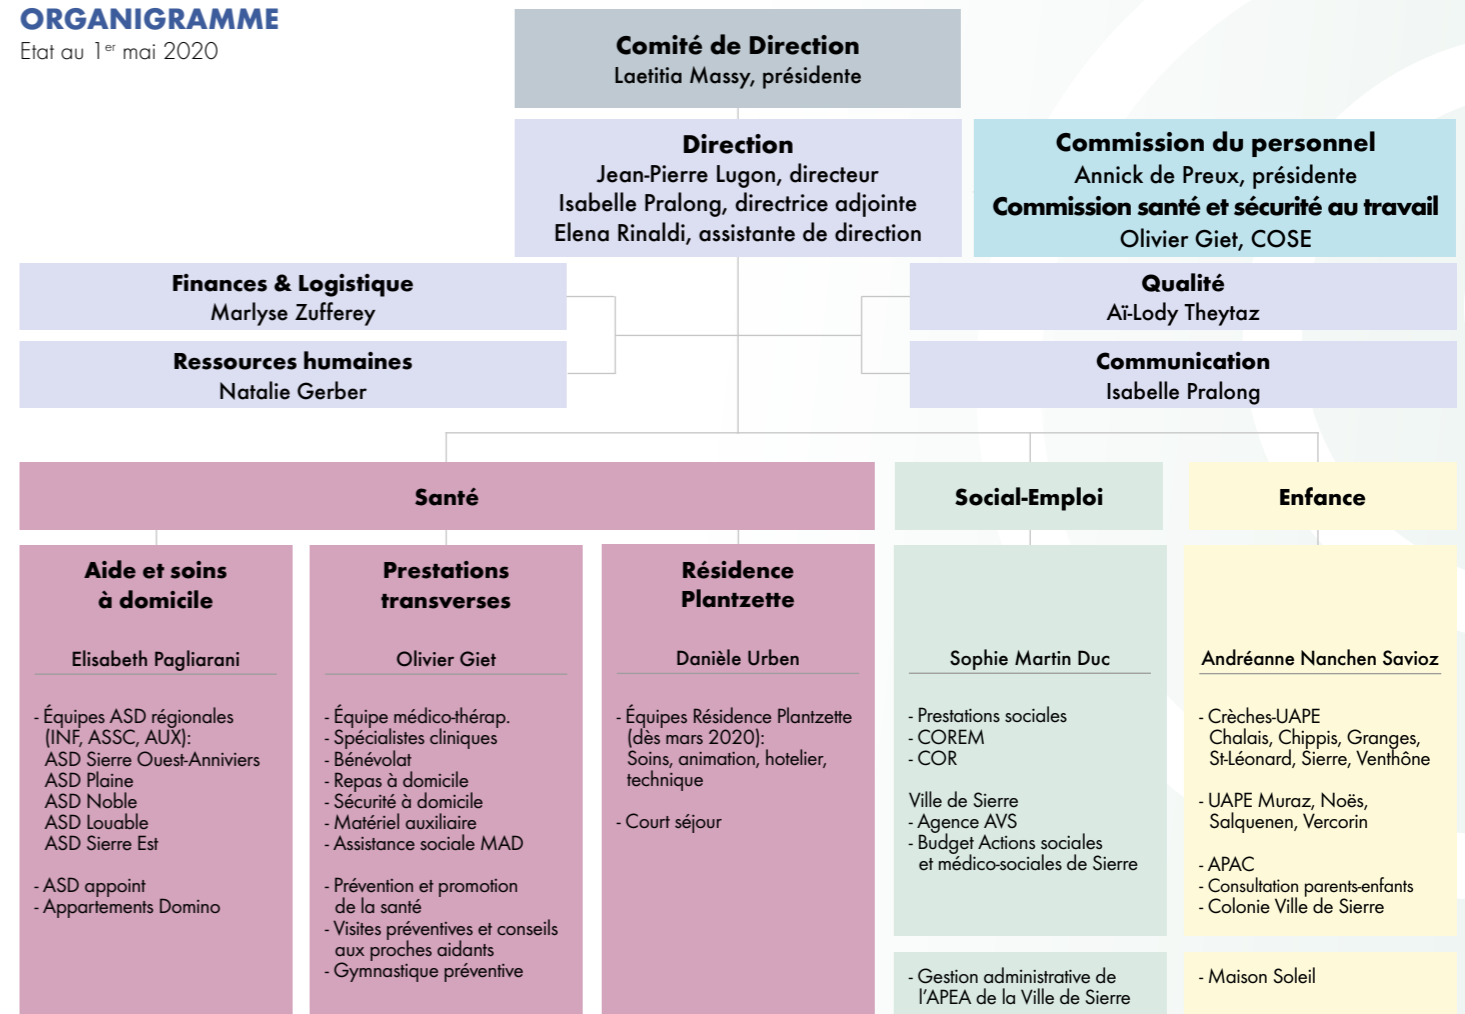 ORGANIGRAMME
Etat au 1er mai 2020
Comité de Direction
Laetitia Massy, présidente
Direction
Jean-Pierre Lugon, directeur
Isabelle Pralong, directrice adjointe
Elena Rinaldi, assistante de direction
Commission du personnel
Annick de Preux, présidente
Commission santé et sécurité au travail
Olivier Giet, COSE
Finances & Logistique
Marlyse Zufferey
Qualité
Aï-Lody Theytaz
Ressources humaines
Natalie Gerber
Communication
Isabelle Pralong
Santé
Social-Emploi
Enfance
Aide et soins
à domicile
Elisabeth Pagliarani
- Équipes ASD régionales
(INF, ASSC, AUX):
ASD Sierre Ouest-Anniviers
ASD Plaine
ASD Noble
ASD Louable
ASD Sierre Est
- ASD appoint
- Appartements Domino
Prestations
transverses
Olivier Giet
- Équipe médico-thérap.
- Spécialistes cliniques
- Bénévolat
- Repas à domicile
- Sécurité à domicile
- Matériel auxiliaire
- Assistance sociale MAD
- Prévention et promotion
de la santé
- Visites préventives et conseils
aux proches aidants
- Gymnastique préventive
Résidence
Plantzette
Danièle Urben
- Équipes Résidence Plantzette
(dès mars 2020):
Soins, animation, hotelier,
technique
- Court séjour
Sophie Martin Duc
- Prestations sociales
- COREM
- COR
Ville de Sierre
- Agence AVS
- Budget Actions sociales
et médico-sociales de Sierre
- Gestion administrative de
l'APEA de la Ville de Sierre
Andréanne Nanchen Savioz
- Crèches-UAPE
Chalais, Chippis, Granges,
St-Léonard, Sierre, Venthône
- UAPE Muraz, Noës,
Salquenen, Vercorin
- APAC
- Consultation parents-enfants
- Colonie Ville de Sierre
- Maison Soleil